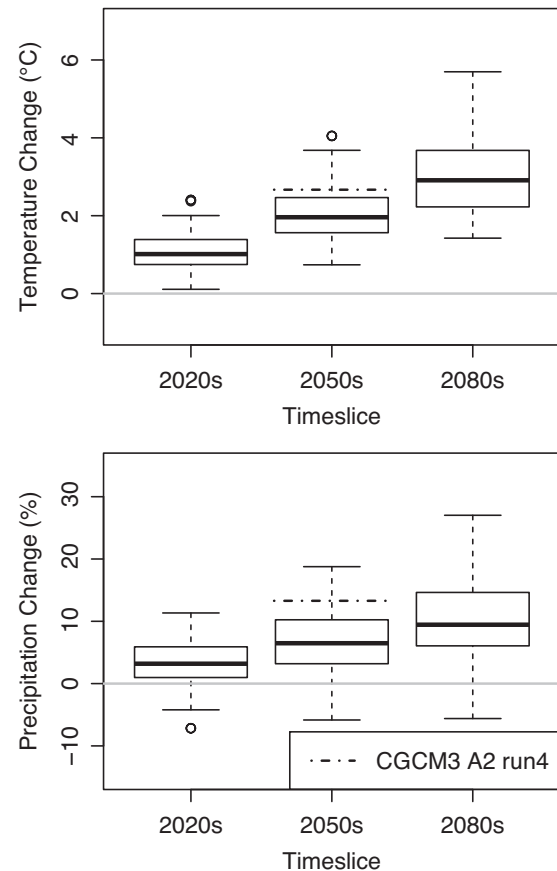 Temperature Change (°C)
6
4
2
0
2020s 2050s 2080s
Timeslice
Precipitation Change (%)
30
20
10
0
−10
CGCM3 A2 run4
2020s 2050s 2080s
Timeslice